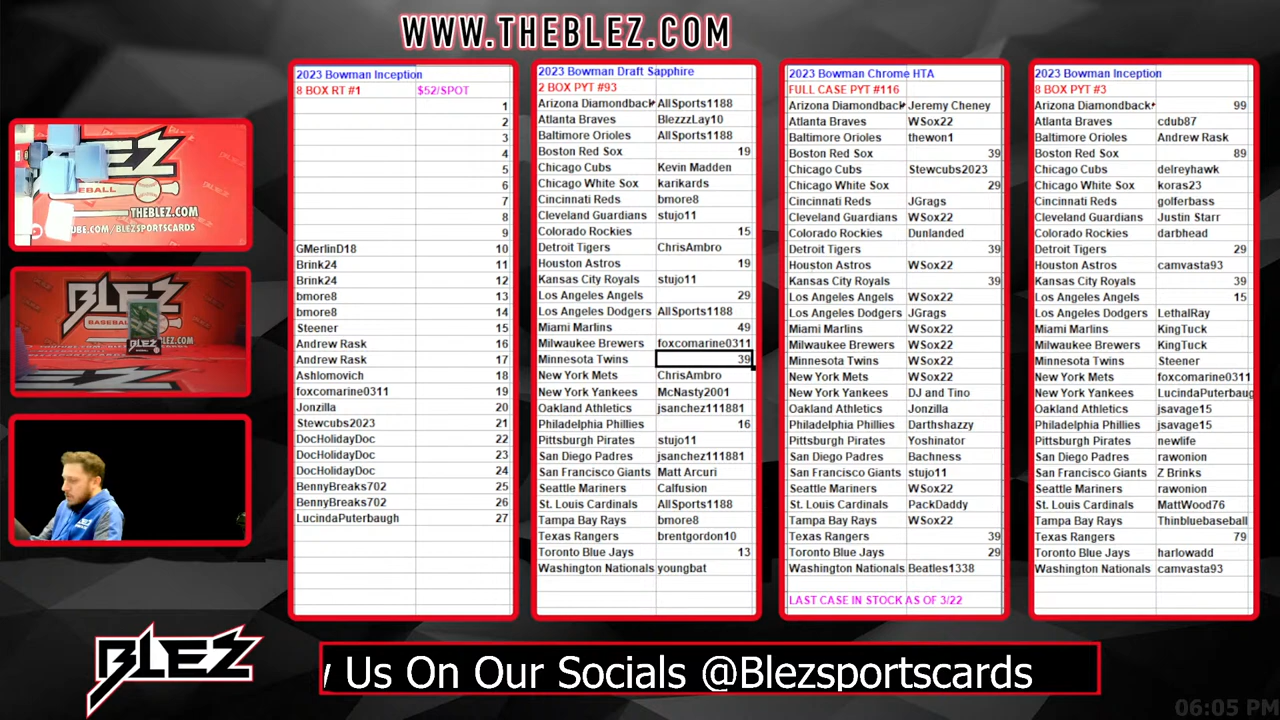 WWW.THEBLEZ.COM
BLEZ
BASEBALL
THEBLEZ.COM
UBE.COM/BLEZSPORTSCARDS
BLEZ
BASEBALL
2023 Bowman Inception
8 BOX RT #1 $52/SPOT
1
2
3
4
5
6
7
8
9
GMerlinD18 10
Brink24 11
Brink24 12
bmore8 13
bmore8 14
Steener 15
Andrew Rask 16
Andrew Rask 17
Ashlomovich 18
foxcomarine0311 19
Jonzilla 20
Stewcubs2023 21
DocHolidayDoc 22
DocHolidayDoc 23
DocHolidayDoc 24
BennyBreaks702 25
BennyBreaks702 26
LucindaPuterbaugh 27
2023 Bowman Draft Sapphire
2 BOX PYT #93
Arizona Diamondback AllSports1188
Atlanta Braves BlezzzLay10
Baltimore Orioles AllSports1188
Boston Red Sox 19
Chicago Cubs Kevin Madden
Chicago White Sox karikards
Cincinnati Reds bmore8
Cleveland Guardians stujo11
Colorado Rockies 15
Detroit Tigers ChrisAmbro
Houston Astros 19
Kansas City Royals stujo11
Los Angeles Angels 29
Los Angeles Dodgers AllSports1188
Miami Marlins 49
Milwaukee Brewers foxcomarine0311
Minnesota Twins 39
New York Mets ChrisAmbro
New York Yankees McNasty2001
Oakland Athletics jsanchez111881
Philadelphia Phillies 16
Pittsburgh Pirates stujo11
San Diego Padres jsanchez111881
San Francisco Giants Matt Arcuri
Seattle Mariners Calfusion
St. Louis Cardinals AllSports1188
Tampa Bay Rays bmore8
Texas Rangers brentgordon10
Toronto Blue Jays 13
Washington Nationals youngbat
2023 Bowman Chrome HTA
FULL CASE PYT #116
Arizona Diamondback Jeremy Cheney
Atlanta Braves WSox22
Baltimore Orioles thewon1
Boston Red Sox 39
Chicago Cubs Stewcubs2023
Chicago White Sox 29
Cincinnati Reds JGrags
Cleveland Guardians WSox22
Colorado Rockies Dunlanded
Detroit Tigers 39
Houston Astros WSox22
Kansas City Royals 39
Los Angeles Angels WSox22
Los Angeles Dodgers JGrags
Miami Marlins WSox22
Milwaukee Brewers WSox22
Minnesota Twins WSox22
New York Mets WSox22
New York Yankees DJ and Tino
Oakland Athletics Jonzilla
Philadelphia Phillies Darthshazzy
Pittsburgh Pirates Yoshinator
San Diego Padres Bachness
San Francisco Giants stujo11
Seattle Mariners WSox22
St. Louis Cardinals PackDaddy
Tampa Bay Rays WSox22
Texas Rangers 39
Toronto Blue Jays 29
Washington Nationals Beatles1338
LAST CASE IN STOCK AS OF 3/22
2023 Bowman Inception
8 BOX PYT #3
Arizona Diamondback 99
Atlanta Braves cdub87
Baltimore Orioles Andrew Rask
Boston Red Sox 89
Chicago Cubs delreyhawk
Chicago White Sox koras23
Cincinnati Reds golferbass
Cleveland Guardians Justin Starr
Colorado Rockies darbhead
Detroit Tigers 29
Houston Astros camvasta93
Kansas City Royals 39
Los Angeles Angels 15
Los Angeles Dodgers LethalRay
Miami Marlins KingTuck
Milwaukee Brewers KingTuck
Minnesota Twins Steener
New York Mets foxcomarine0311
New York Yankees LucindaPuterbaug
Oakland Athletics jsavage15
Philadelphia Phillies jsavage15
Pittsburgh Pirates newlife
San Diego Padres rawonion
San Francisco Giants Z Brinks
Seattle Mariners rawonion
St. Louis Cardinals MattWood76
Tampa Bay Rays Thinbluebaseball
Texas Rangers 79
Toronto Blue Jays harlowadd
Washington Nationals camvasta93
BLEZ
Us On Our Socials @Blezsportscards
06:05 PM